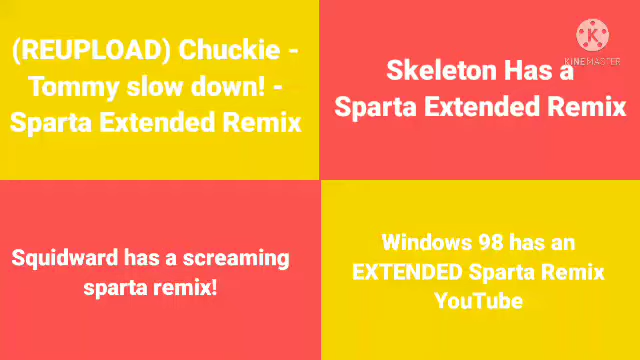 (REUPLOAD) Chuckie -
Tommy slow down! -
Sparta Extended Remix
KINEMASTER
Skeleton Has a
Sparta Extended Remix
Squidward has a screaming
sparta remix!
Windows 98 has an
EXTENDED Sparta Remix
YouTube